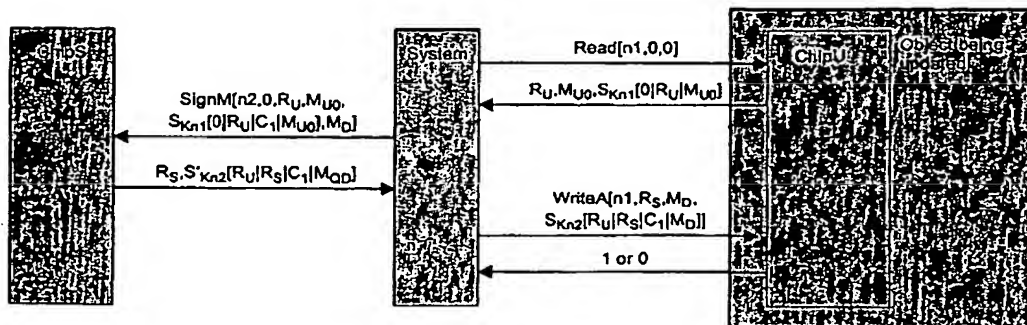 ChipS
System
ChipU
Object being
updated
Read[n1,0,0]
R_U,M_U0,S_Kn1[0|R_U|M_U0]
SignM[n2,0,R_U,M_U0,
S_Kn1[0|R_U|C_1|M_U0],M_D]
R_S,S'_Kn2[R_U|R_S|C_1|M_QD]
WriteA[n1,R_S,M_D,
S_Kn2[R_U|R_S|C_1|M_D]]
1 or 0